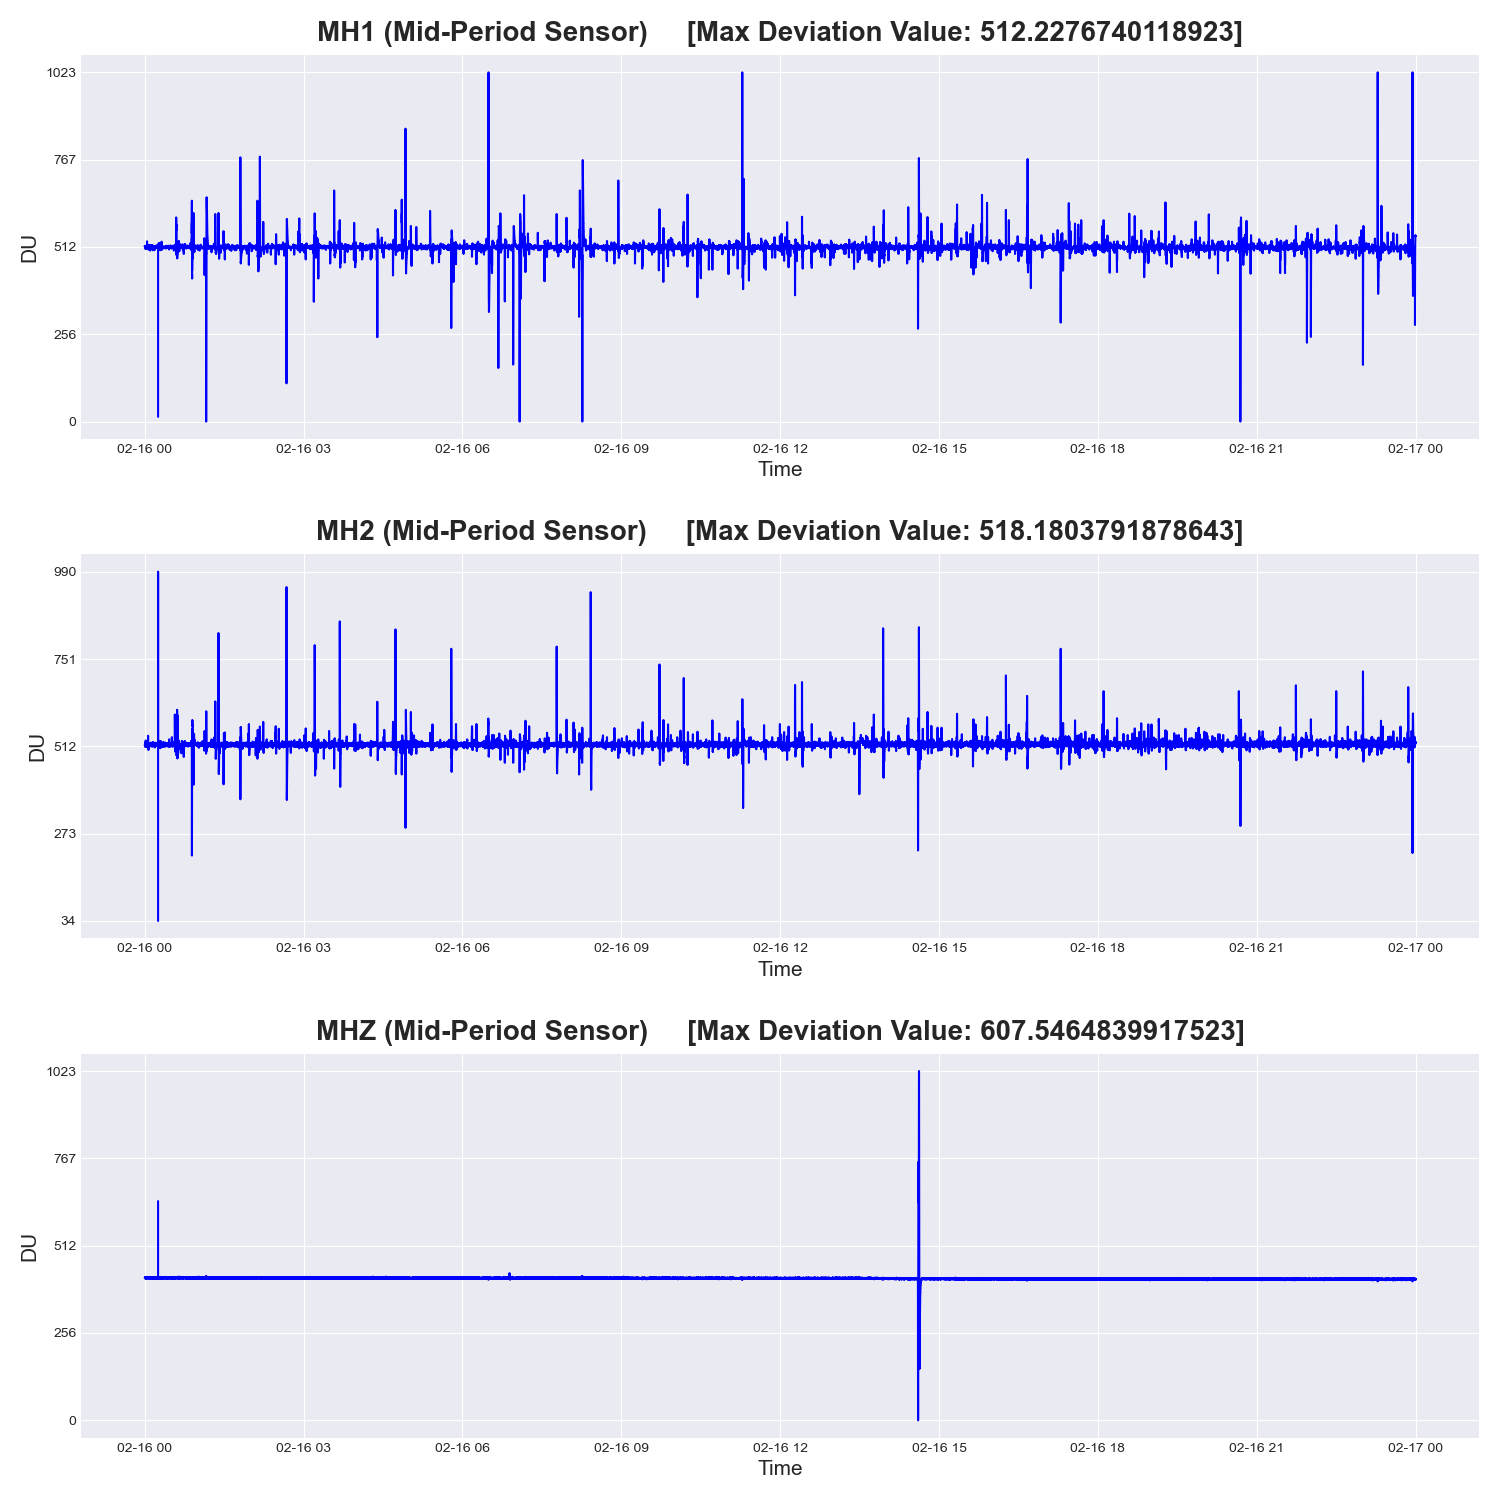 MH1 (Mid-Period Sensor) [Max Deviation Value: 512.2276740118923]
1023
767
512
256
0
DU
02-16 00 02-16 03 02-16 06 02-16 09 02-16 12 02-16 15 02-16 18 02-16 21 02-17 00
Time
MH2 (Mid-Period Sensor) [Max Deviation Value: 518.1803791878643]
990
751
512
273
34
DU
02-16 00 02-16 03 02-16 06 02-16 09 02-16 12 02-16 15 02-16 18 02-16 21 02-17 00
Time
MHZ (Mid-Period Sensor) [Max Deviation Value: 607.5464839917523]
1023
767
512
256
0
DU
02-16 00 02-16 03 02-16 06 02-16 09 02-16 12 02-16 15 02-16 18 02-16 21 02-17 00
Time